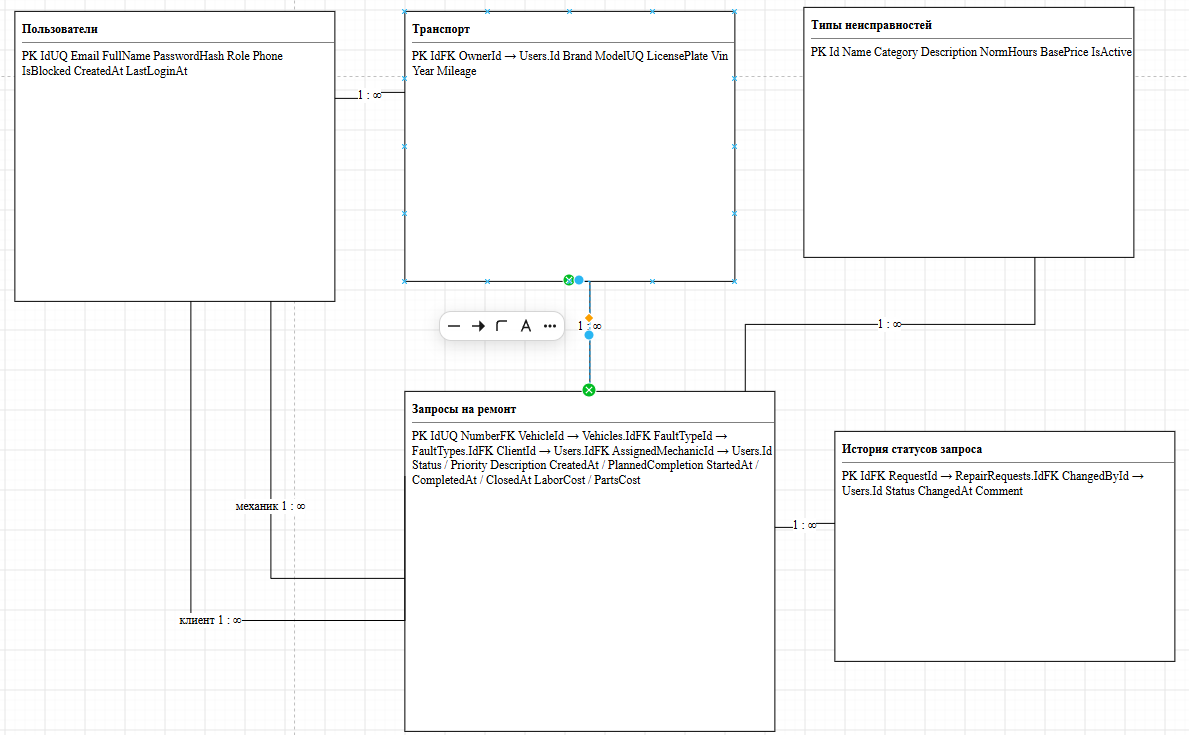 Пользователи
PK IdUQ Email FullName PasswordHash Role Phone
IsBlocked CreatedAt LastLoginAt
1 : ∞
Транспорт
PK IdFK OwnerId → Users.Id Brand ModelUQ LicensePlate Vin
Year Mileage
Типы неисправностей
PK Id Name Category Description NormHours BasePrice IsActive
A
1 : ∞
1 : ∞
Запросы на ремонт
PK IdUQ NumberFK VehicleId → Vehicles.IdFK FaultTypeId →
FaultTypes.IdFK ClientId → Users.IdFK AssignedMechanicId → Users.Id
Status / Priority Description CreatedAt / PlannedCompletion StartedAt /
CompletedAt / ClosedAt LaborCost / PartsCost
История статусов запроса
PK IdFK RequestId → RepairRequests.IdFK ChangedById →
Users.Id Status ChangedAt Comment
механик 1 : ∞
1 : ∞
клиент 1 : ∞